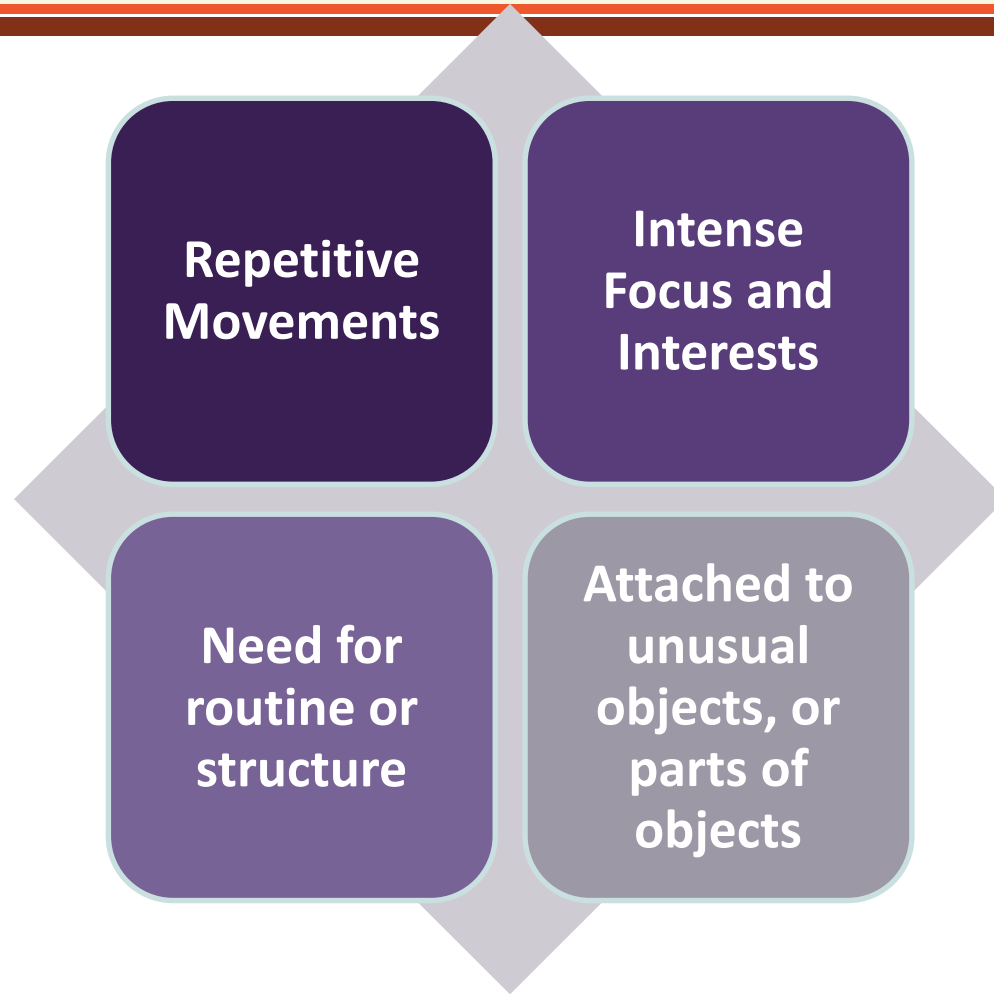 Repetitive
Movements
Intense
Focus and
Interests
Need for
routine or
structure
Attached to
unusual
objects, or
parts of
objects